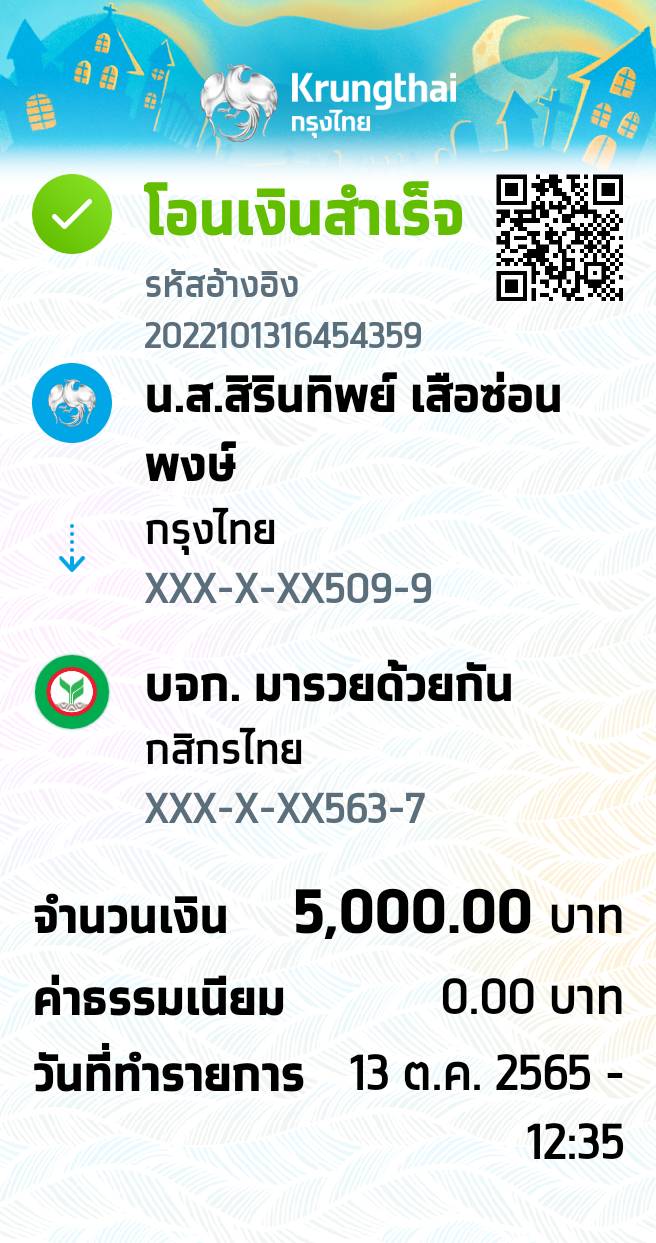 Krungthai
กรุงไทย
โอนเงินสำเร็จ
รหัสอ้างอิง
2022101316454359
น.ส.สิรินทิพย์ เสือซ่อน
พงษ์
กรุงไทย
XXX-X-XX509-9
บจก. มารวยด้วยกัน
กสิกรไทย
XXX-X-XX563-7
จำนวนเงิน 5,000.00 บาท
ค่าธรรมเนียม 0.00 บาท
วันที่ทำรายการ 13 ต.ค. 2565 -
12:35